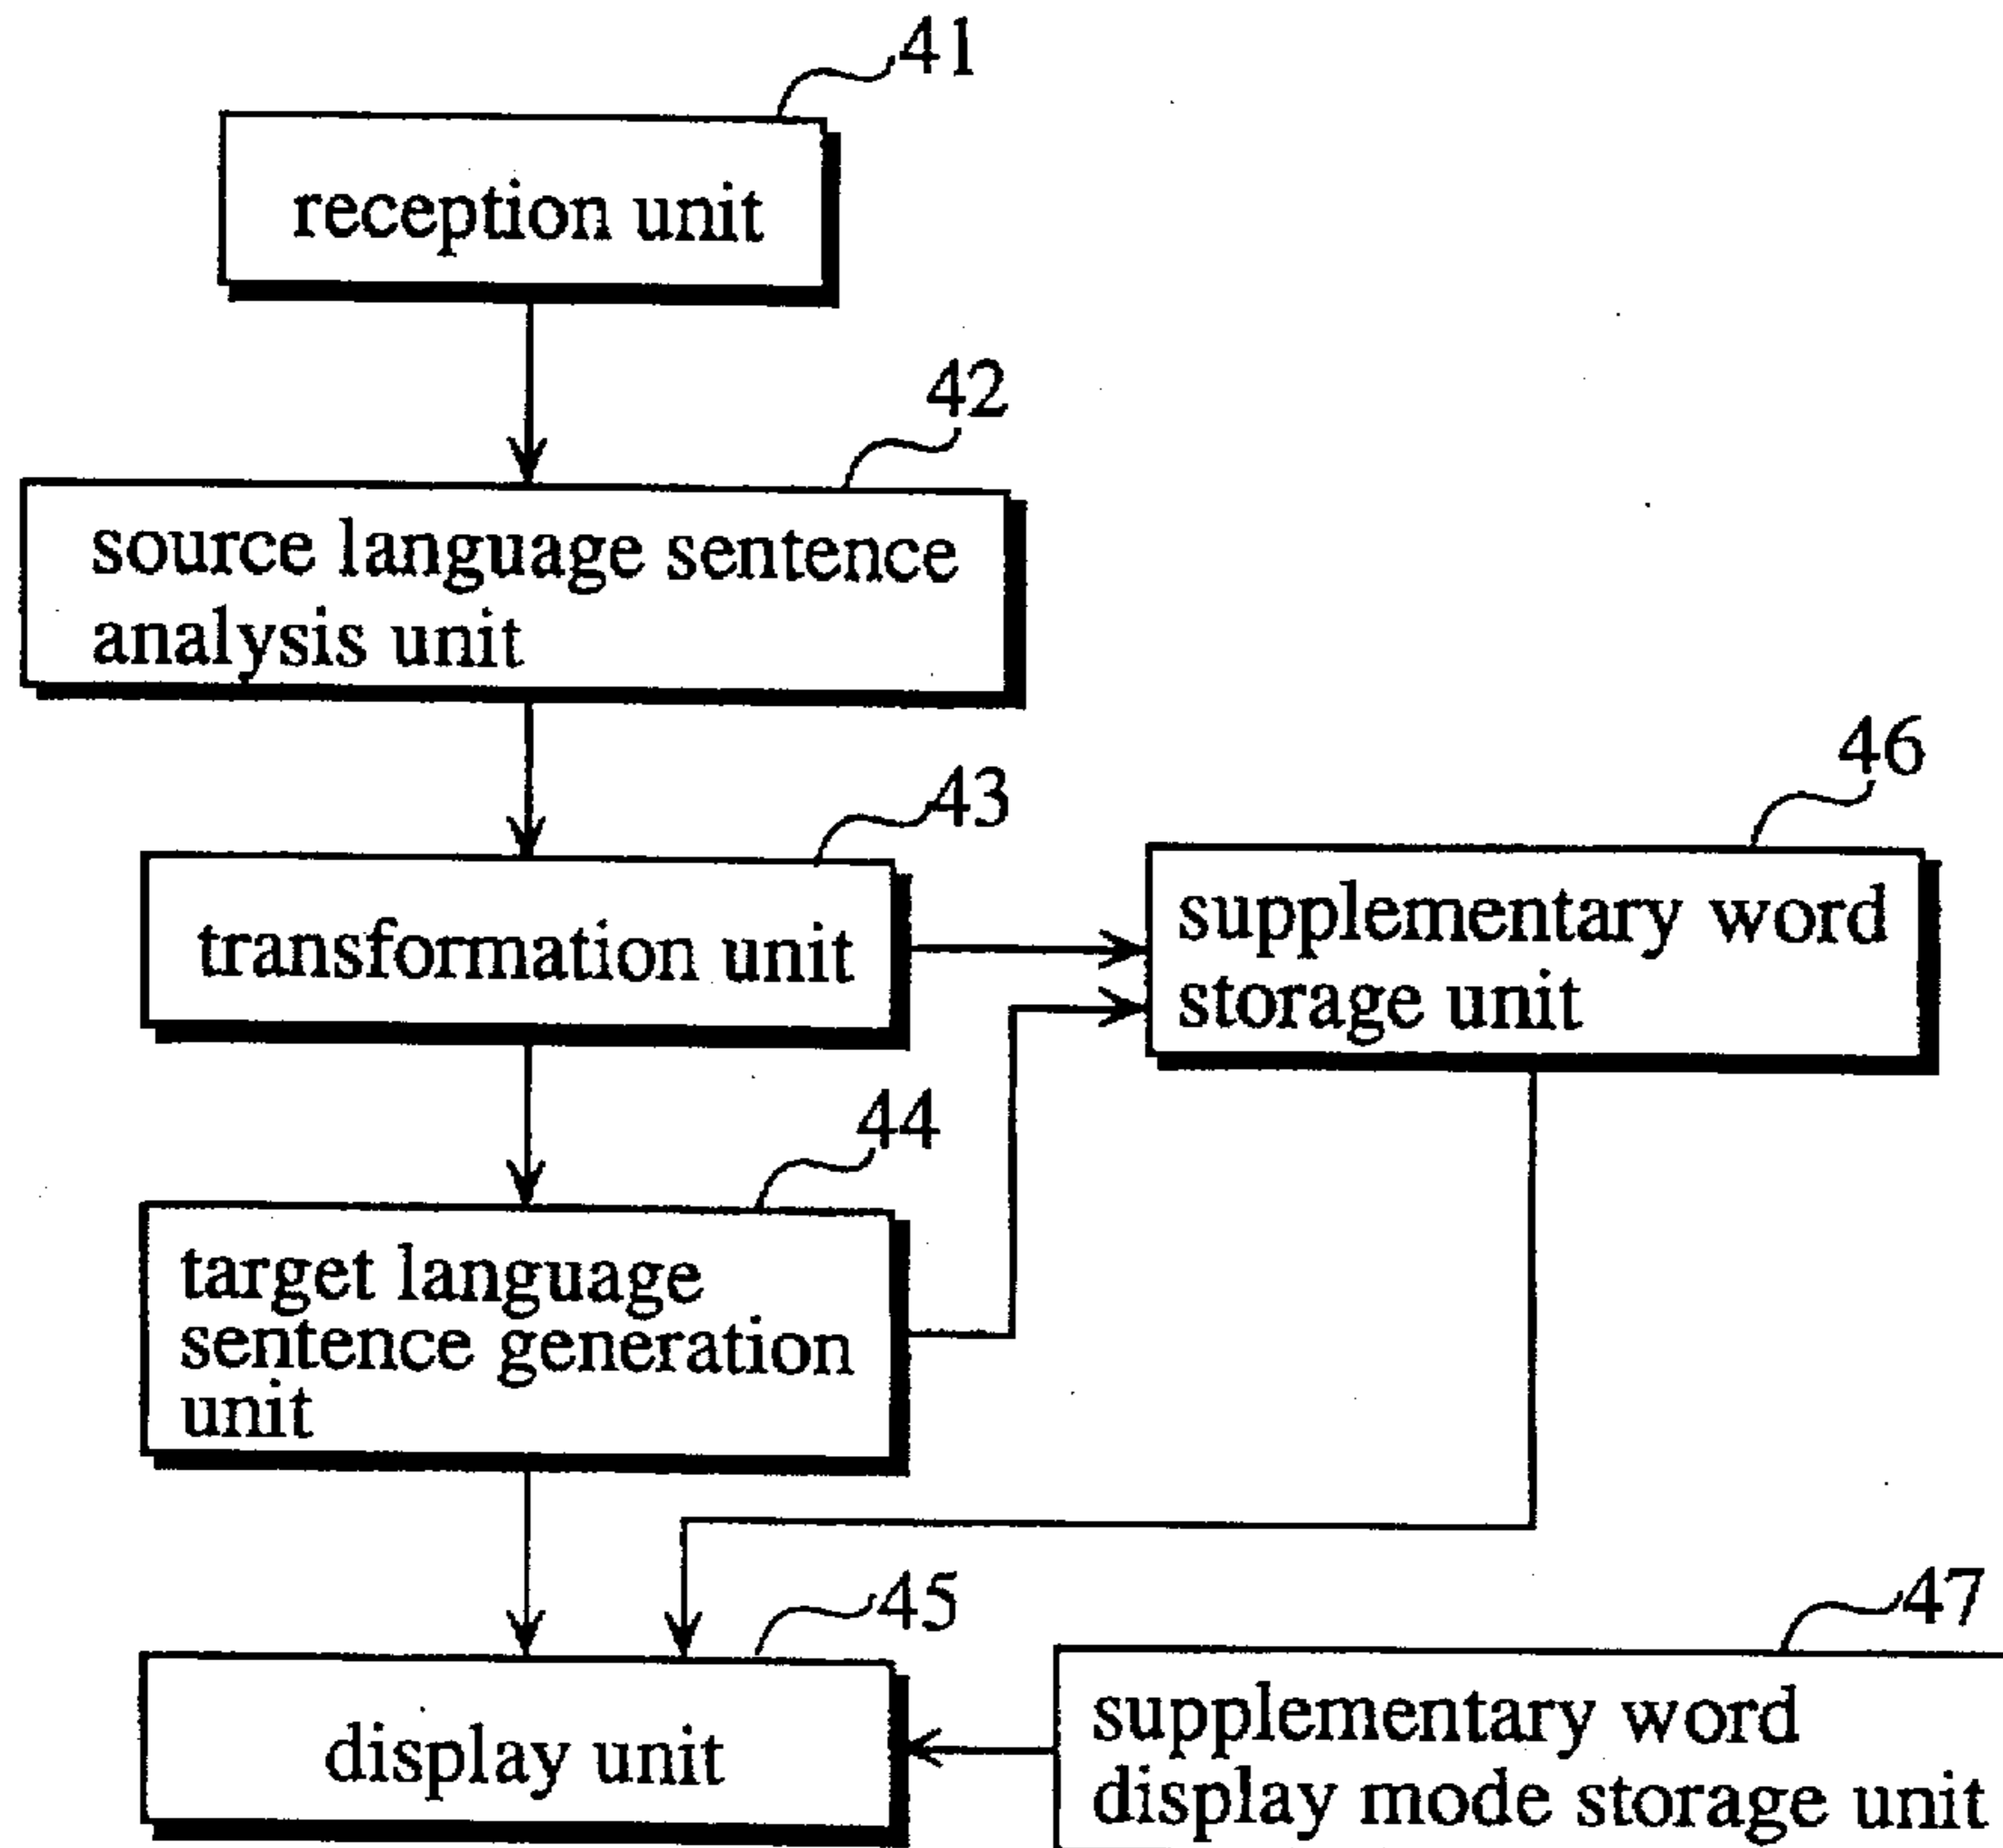 41
reception unit
42
source language sentence
analysis unit
43
transformation unit
46
supplementary word
storage unit
44
target language
sentence generation
unit
45
display unit
47
supplementary word
display mode storage unit